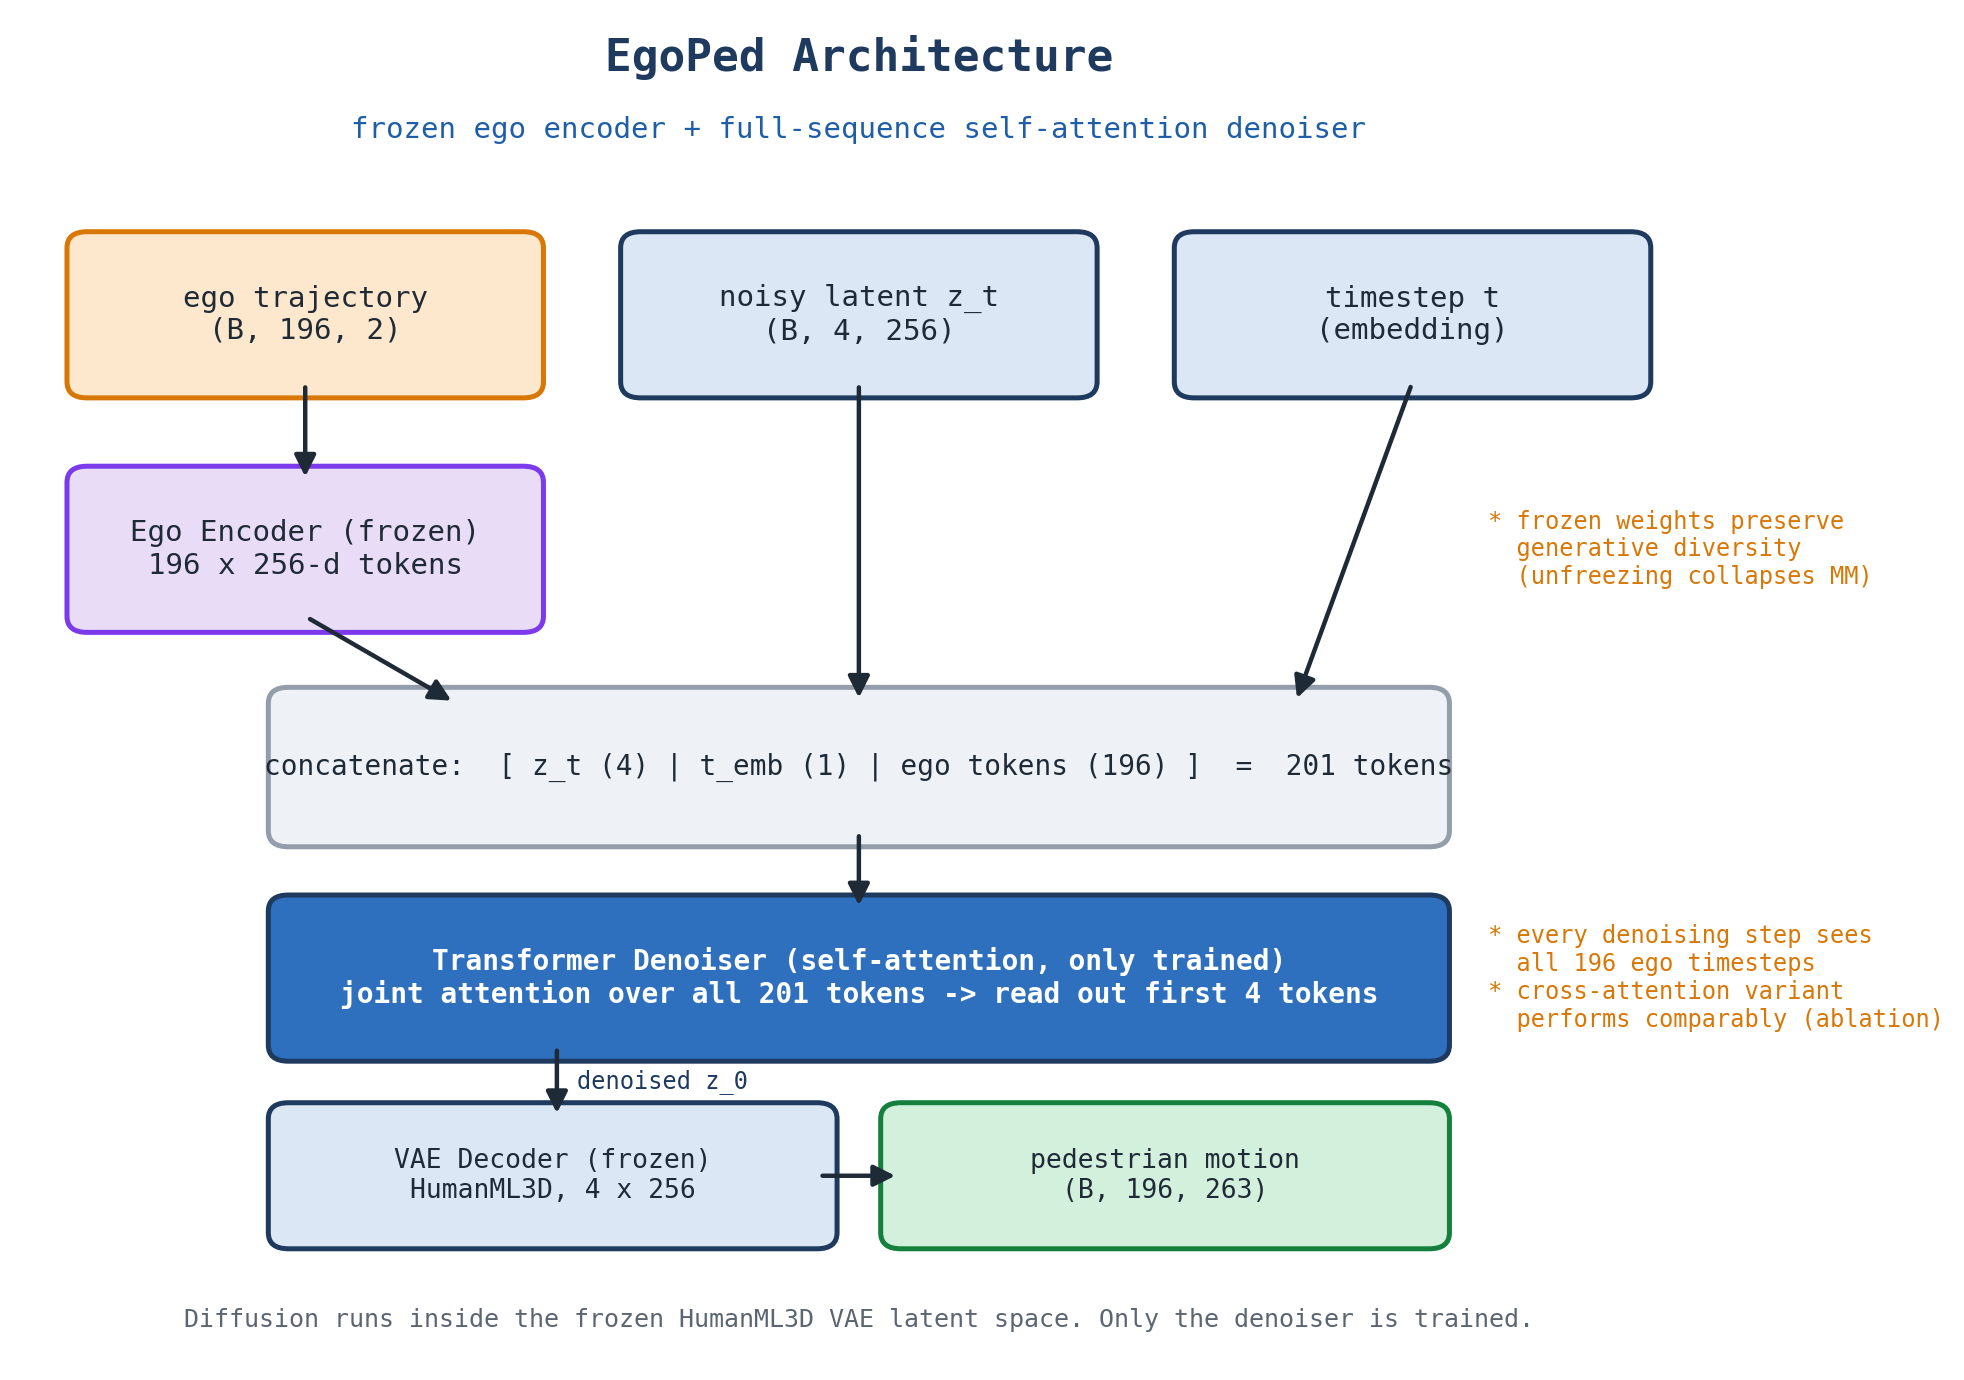 EgoPed Architecture
frozen ego encoder + full-sequence self-attention denoiser
ego trajectory
(B, 196, 2)
noisy latent z_t
(B, 4, 256)
timestep t
(embedding)
Ego Encoder (frozen)
196 x 256-d tokens
* frozen weights preserve
generative diversity
(unfreezing collapses MM)
concatenate:  [ z_t (4) | t_emb (1) | ego tokens (196) ]  =  201 tokens
Transformer Denoiser (self-attention, only trained)
joint attention over all 201 tokens -> read out first 4 tokens
* every denoising step sees
all 196 ego timesteps
* cross-attention variant
performs comparably (ablation)
denoised z_0
VAE Decoder (frozen)
HumanML3D, 4 x 256
pedestrian motion
(B, 196, 263)
Diffusion runs inside the frozen HumanML3D VAE latent space. Only the denoiser is trained.